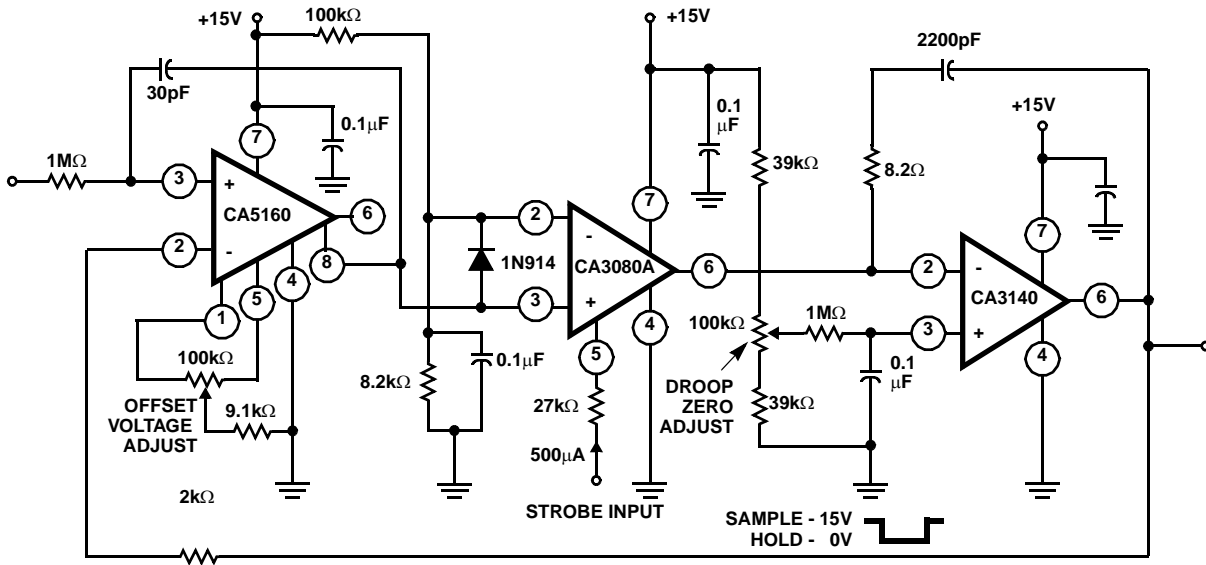 +15V
100kΩ
30pF
0.1μF
7
1MΩ
3
+
CA5160
6
2
-
8
4
5
1
100kΩ
OFFSET
VOLTAGE
ADJUST
9.1kΩ
2kΩ
2
-
1N914
CA3080A
3
+
7
6
4
5
8.2kΩ
0.1μF
27kΩ
500μA
STROBE INPUT
+15V
0.1
μF
39kΩ
100kΩ
DROOP
ZERO
ADJUST
39kΩ
1MΩ
0.1
μF
2200pF
8.2Ω
+15V
7
2
-
CA3140
6
3
+
4
SAMPLE - 15V
HOLD - 0V